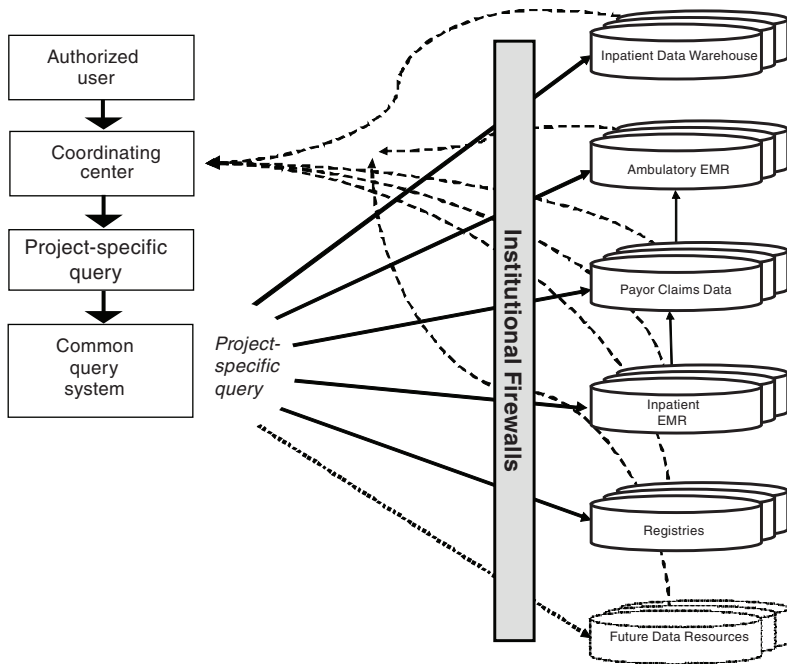 Authorized
user
Coordinating
center
Project-specific
query
Common
query
system
Project-
specific
query
Institutional Firewalls
Inpatient Data Warehouse
Ambulatory EMR
Payor Claims Data
Inpatient
EMR
Registries
Future Data Resources